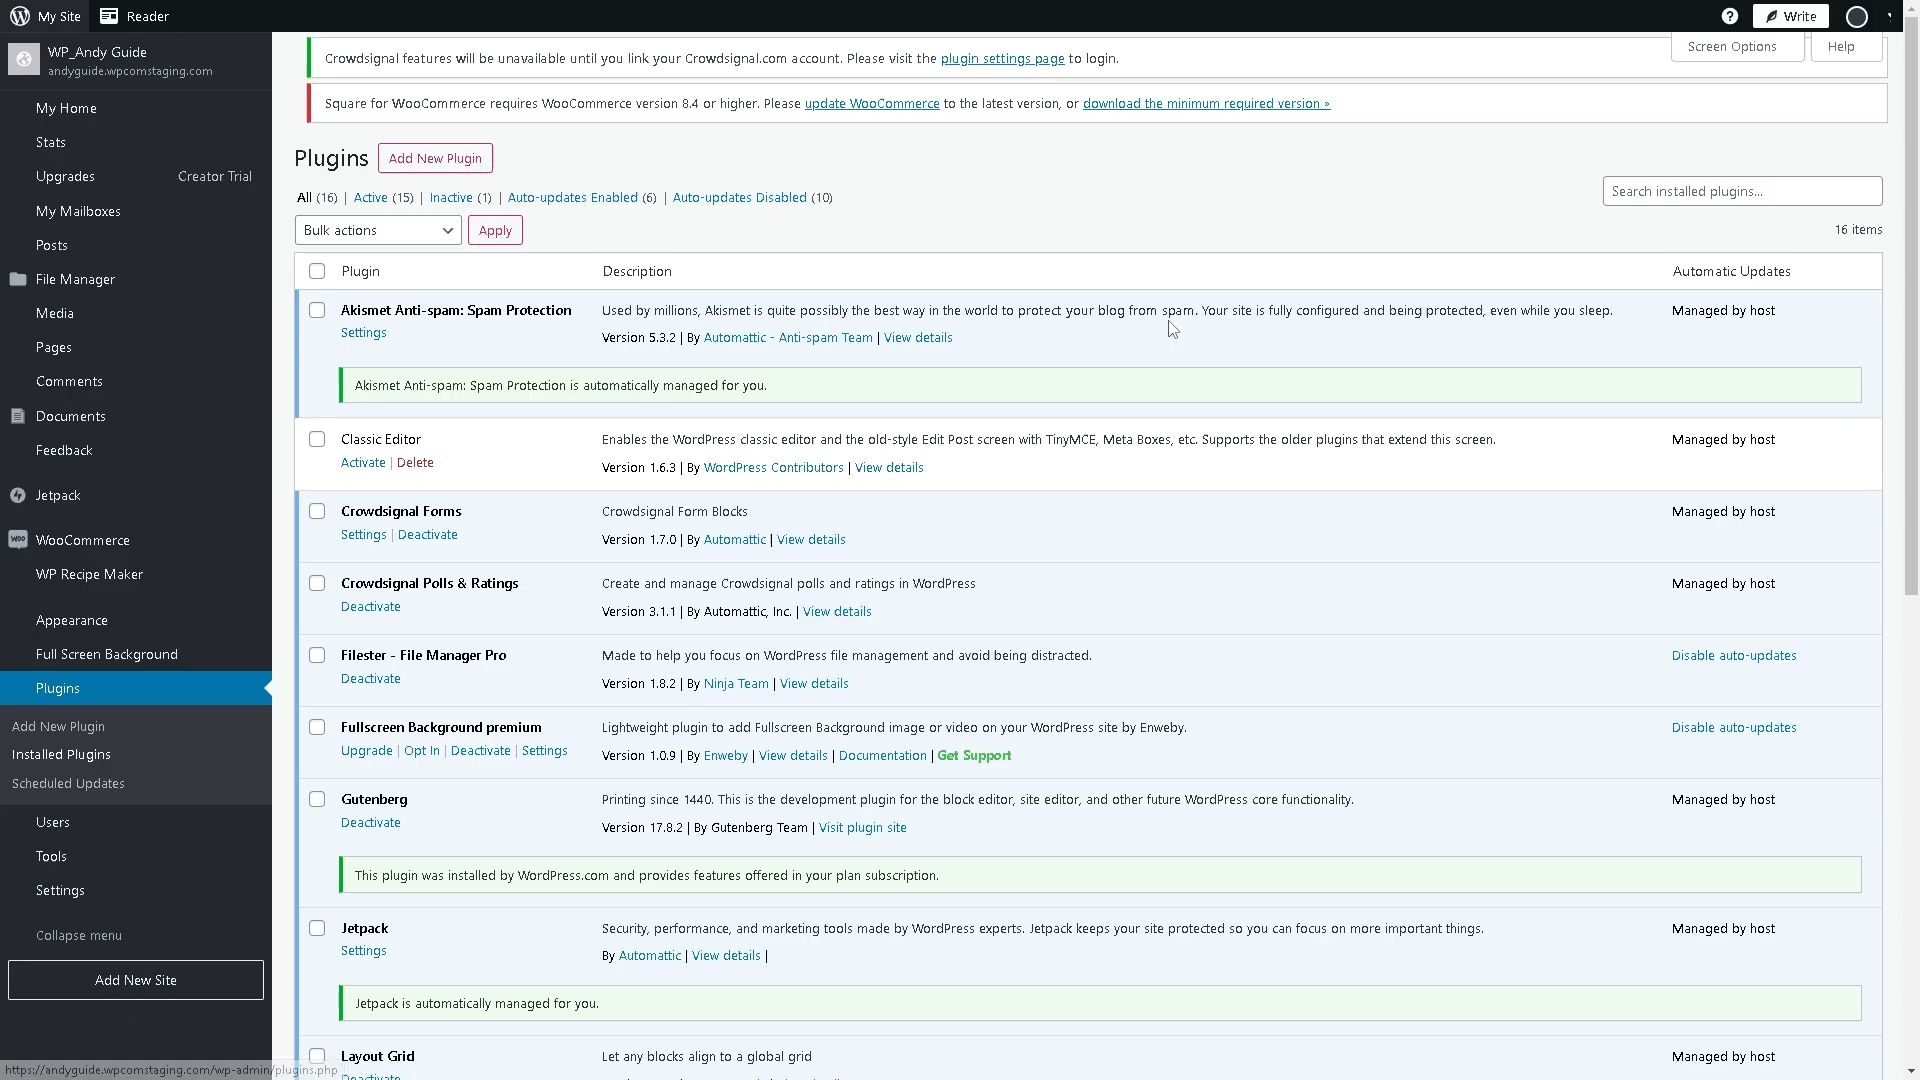 My Site
Reader
Write
WP_Andy Guide
andyguide.wpcomstaging.com
My Home
Stats
Upgrades Creator Trial
My Mailboxes
Posts
File Manager
Media
Pages
Comments
Documents
Feedback
Jetpack
WooCommerce
WP Recipe Maker
Appearance
Full Screen Background
Plugins
Add New Plugin
Installed Plugins
Scheduled Updates
Users
Tools
Settings
Collapse menu
Add New Site
https://andyguide.wpcomstaging.com/wp-admin/plugins.php
Screen Options
Help
Crowdsignal features will be unavailable until you link your Crowdsignal.com account. Please visit the plugin settings page to login.
Square for WooCommerce requires WooCommerce version 8.4 or higher. Please update WooCommerce to the latest version, or download the minimum required version »
Plugins Add New Plugin
All (16) | Active (15) | Inactive (1) | Auto-updates Enabled (6) | Auto-updates Disabled (10)
Search installed plugins...
Bulk actions Apply
16 items
Plugin Description Automatic Updates
Akismet Anti-spam: Spam Protection
Settings
Used by millions, Akismet is quite possibly the best way in the world to protect your blog from spam. Your site is fully configured and being protected, even while you sleep.
Version 5.3.2 | By Automattic - Anti-spam Team | View details
Managed by host
Akismet Anti-spam: Spam Protection is automatically managed for you.
Classic Editor
Activate | Delete
Enables the WordPress classic editor and the old-style Edit Post screen with TinyMCE, Meta Boxes, etc. Supports the older plugins that extend this screen.
Version 1.6.3 | By WordPress Contributors | View details
Managed by host
Crowdsignal Forms
Settings | Deactivate
Crowdsignal Form Blocks
Version 1.7.0 | By Automattic | View details
Managed by host
Crowdsignal Polls & Ratings
Deactivate
Create and manage Crowdsignal polls and ratings in WordPress
Version 3.1.1 | By Automattic, Inc. | View details
Managed by host
Filester - File Manager Pro
Deactivate
Made to help you focus on WordPress file management and avoid being distracted.
Version 1.8.2 | By Ninja Team | View details
Disable auto-updates
Fullscreen Background premium
Upgrade | Opt In | Deactivate | Settings
Lightweight plugin to add Fullscreen Background image or video on your WordPress site by Enweby.
Version 1.0.9 | By Enweby | View details | Documentation | Get Support
Disable auto-updates
Gutenberg
Deactivate
Printing since 1440. This is the development plugin for the block editor, site editor, and other future WordPress core functionality.
Version 17.8.2 | By Gutenberg Team | Visit plugin site
Managed by host
This plugin was installed by WordPress.com and provides features offered in your plan subscription.
Jetpack
Settings
Security, performance, and marketing tools made by WordPress experts. Jetpack keeps your site protected so you can focus on more important things.
By Automattic | View details |
Managed by host
Jetpack is automatically managed for you.
Layout Grid
Deactivate
Let any blocks align to a global grid
Managed by host